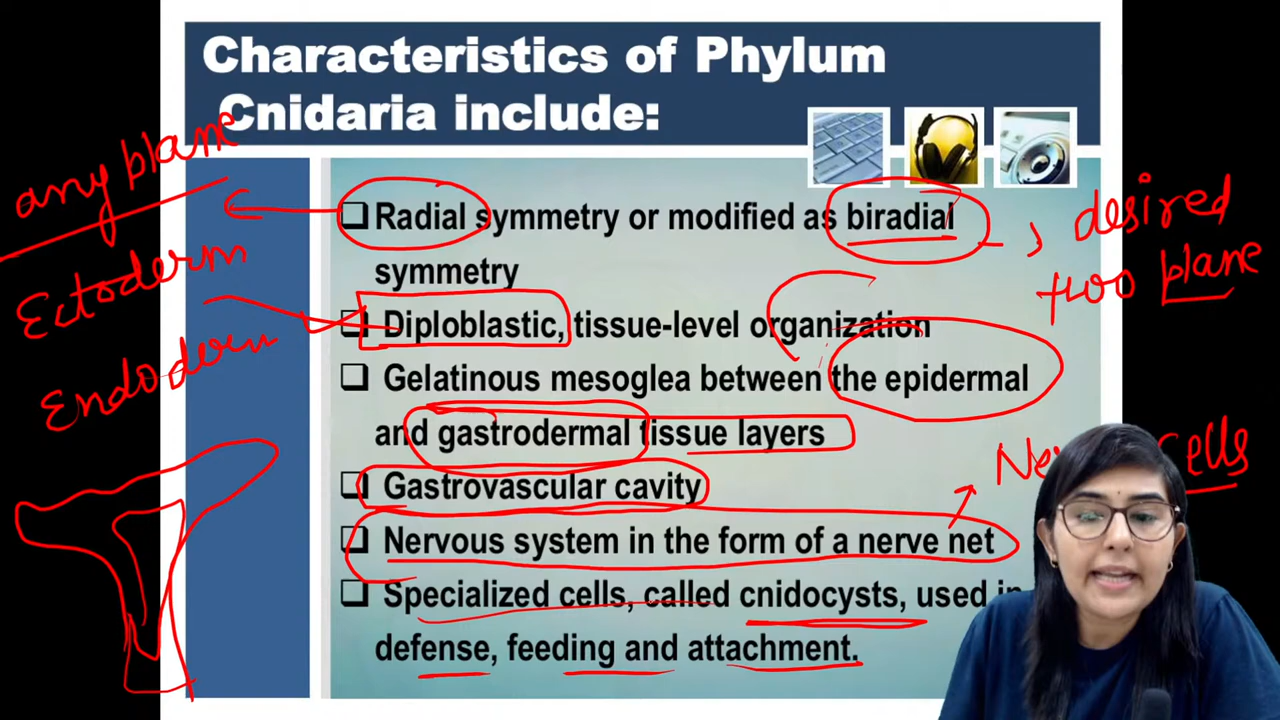 Characteristics of Phylum
Cnidaria include:
any plane
Radial symmetry or modified as biradial
symmetry
desired
two plane
Ectoderm
Endoderm
Diploblastic, tissue-level organization
Gelatinous mesoglea between the epidermal
and gastrodermal tissue layers
Gastrovascular cavity
cells
Nervous system in the form of a nerve net
Specialized cells, called cnidocysts, used in
defense, feeding and attachment.